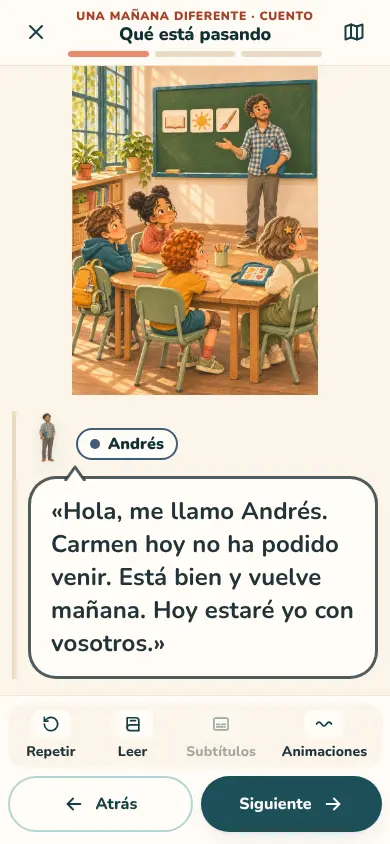 UNA MAÑANA DIFERENTE · CUENTO
Qué está pasando
Andrés
«Hola, me llamo Andrés.
Carmen hoy no ha podido
venir. Está bien y vuelve
mañana. Hoy estaré yo con
vosotros.»
Repetir
Leer
Subtítulos
Animaciones
Atrás
Siguiente